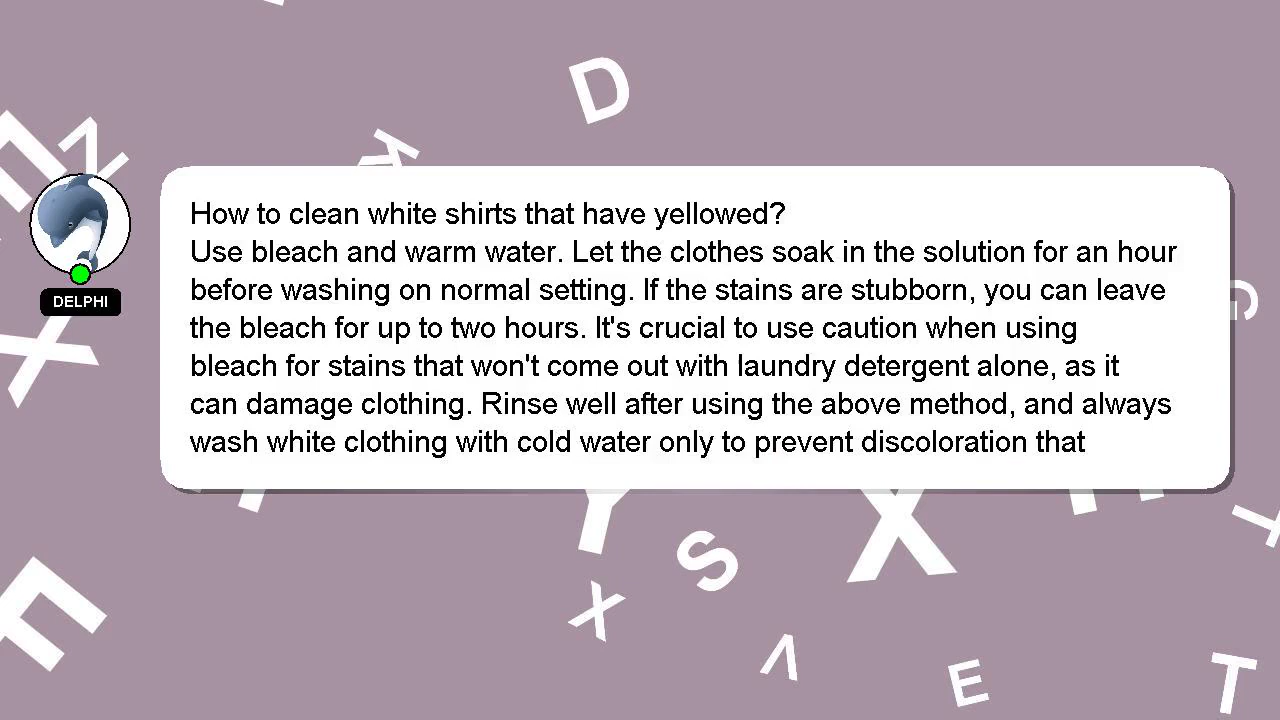 D
N
K
How to clean white shirts that have yellowed?
Use bleach and warm water. Let the clothes soak in the solution for an hour
before washing on normal setting. If the stains are stubborn, you can leave
the bleach for up to two hours. It's crucial to use caution when using
bleach for stains that won't come out with laundry detergent alone, as it
can damage clothing. Rinse well after using the above method, and always
wash white clothing with cold water only to prevent discoloration that
DELPHI
G
X
Y
S
X
T
X
V
E
T